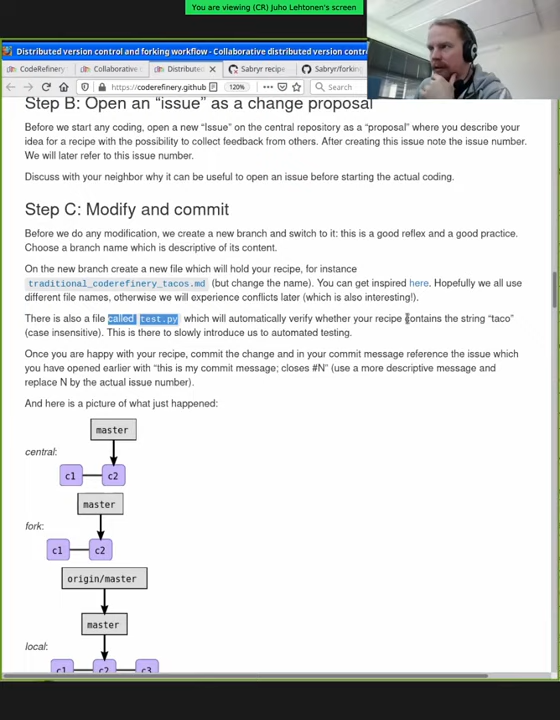 You are viewing (CR) Juho Lehtonen's screen
Distributed version control and forking workflow - Collaborative distributed version contr
CodeRefinery
Collaborative
Distributed
Sabryr recipe
Sabryr/forking
https://coderefinery.github
120%
Step B: Open an “issue” as a change proposal
Before we start any coding, open a new “Issue” on the central repository as a “proposal” where you describe your
idea for a recipe with the possibility to collect feedback from others. After creating this issue note the issue number.
We will later refer to this issue number.
Discuss with your neighbor why it can be useful to open an issue before starting the actual coding.
Step C: Modify and commit
Before we do any modification, we create a new branch and switch to it: this is a good reflex and a good practice.
Choose a branch name which is descriptive of its content.
On the new branch create a new file which will hold your recipe, for instance
traditional_coderefinery_tacos.md (but change the name). You can get inspired here. Hopefully we all use
different file names, otherwise we will experience conflicts later (which is also interesting!).
There is also a file called test.py which will automatically verify whether your recipe contains the string “taco”
(case insensitive). This is there to slowly introduce us to automated testing.
Once you are happy with your recipe, commit the change and in your commit message reference the issue which
you have opened earlier with “this is my commit message; closes #N” (use a more descriptive message and
replace N by the actual issue number).
And here is a picture of what just happened:
master
central:
c1
c2
master
fork:
c1
c2
origin/master
master
local:
c1
c2
c3